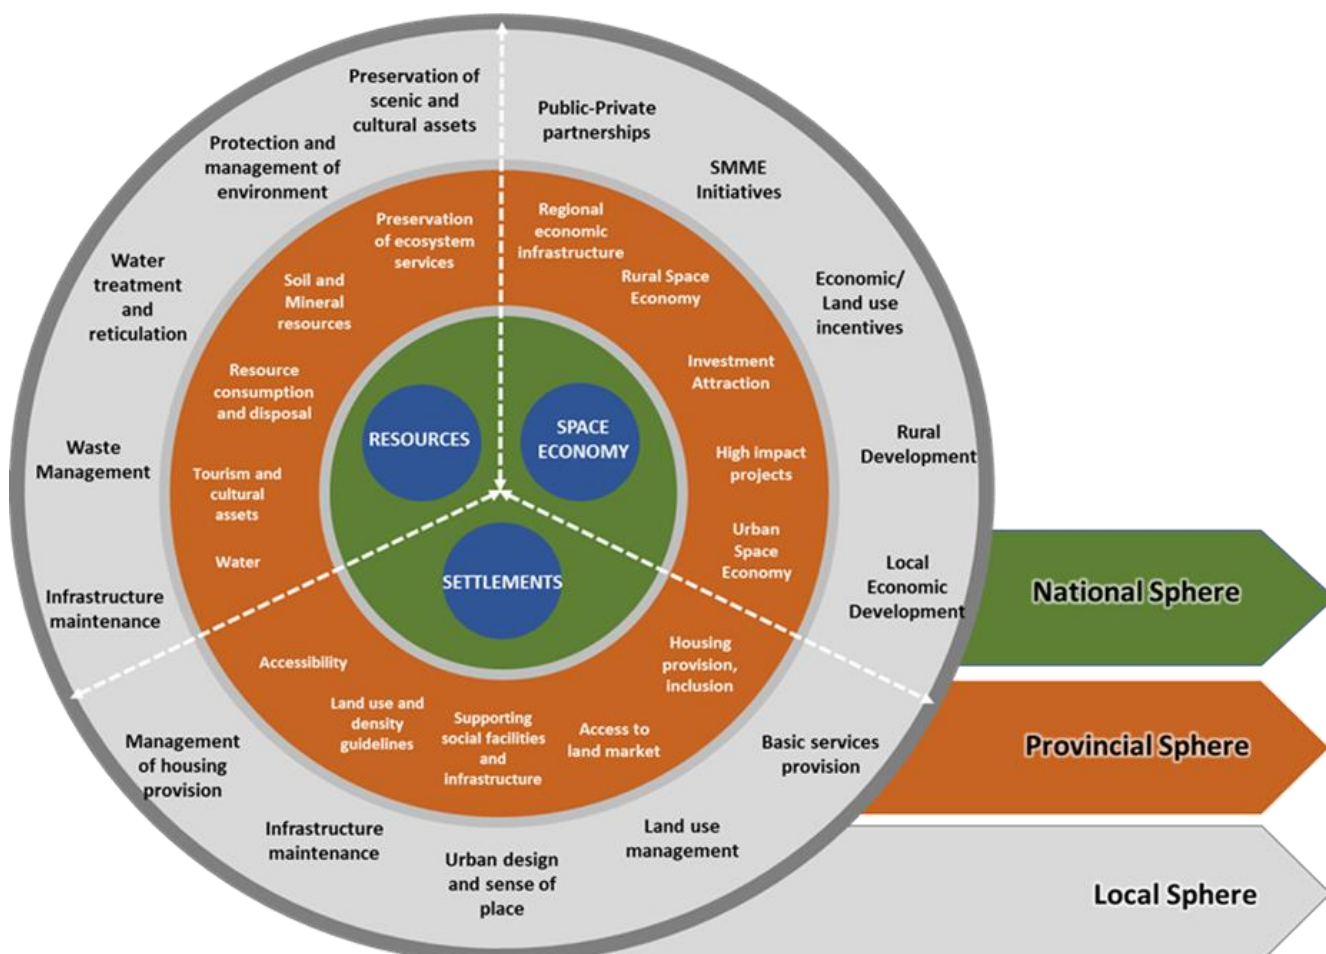 Preservation of
scenic and
cultural assets
Public-Private
partnerships
Protection and
management of
environment
SMME
Initiatives
Preservation
of ecosystem
services
Regional
economic
infrastructure
Water
treatment
and
reticulation
Soil and
Mineral
resources
Rural Space
Economy
Economic/
Land use
incentives
Resource
consumption
and disposal
Investment
Attraction
RESOURCES
SPACE
ECONOMY
Waste
Management
Rural
Development
Tourism and
cultural
assets
High impact
projects
Water
SETTLEMENTS
Urban
Space
Economy
Infrastructure
maintenance
Local
Economic
Development
National Sphere
Accessibility
Housing
provision,
inclusion
Land use and
density
guidelines
Supporting
social facilities
and
infrastructure
Access to
land market
Management
of housing
provision
Basic services
provision
Provincial Sphere
Infrastructure
maintenance
Land use
management
Urban design
and sense of
place
Local Sphere